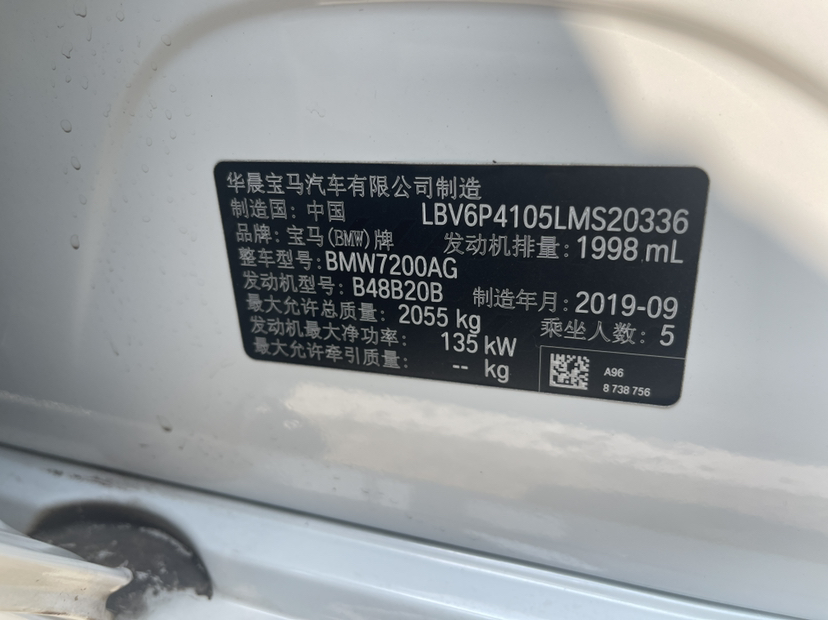 华晨宝马汽车有限公司制造
制造国: 中国 LBV6P4105LMS20336
品牌: 宝马(BMW)牌 发动机排量: 1998 mL
整车型号: BMW7200AG
发动机型号: B48B20B 制造年月: 2019-09
最大允许总质量: 2055 kg 乘坐人数: 5
发动机最大净功率: 135 kW
最大允许牵引质量: -- kg
A96
8 738 756